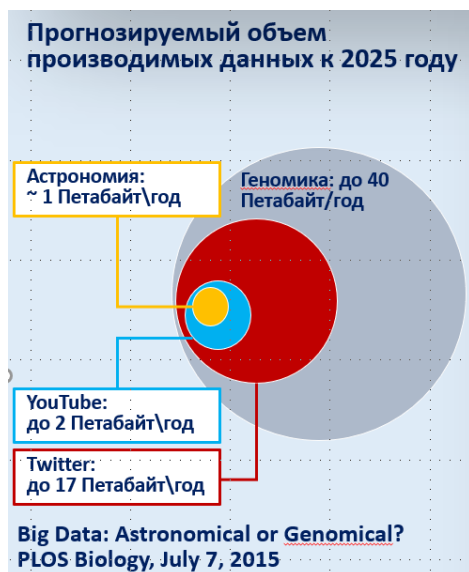 Прогнозируемый объем
производимых данных к 2025 году
Астрономия:
~ 1 Петабайт\год
Геномика: до 40
Петабайт/год
YouTube:
до 2 Петабайт\год
Twitter:
до 17 Петабайт\год
Big Data: Astronomical or Genomical?
PLOS Biology, July 7, 2015